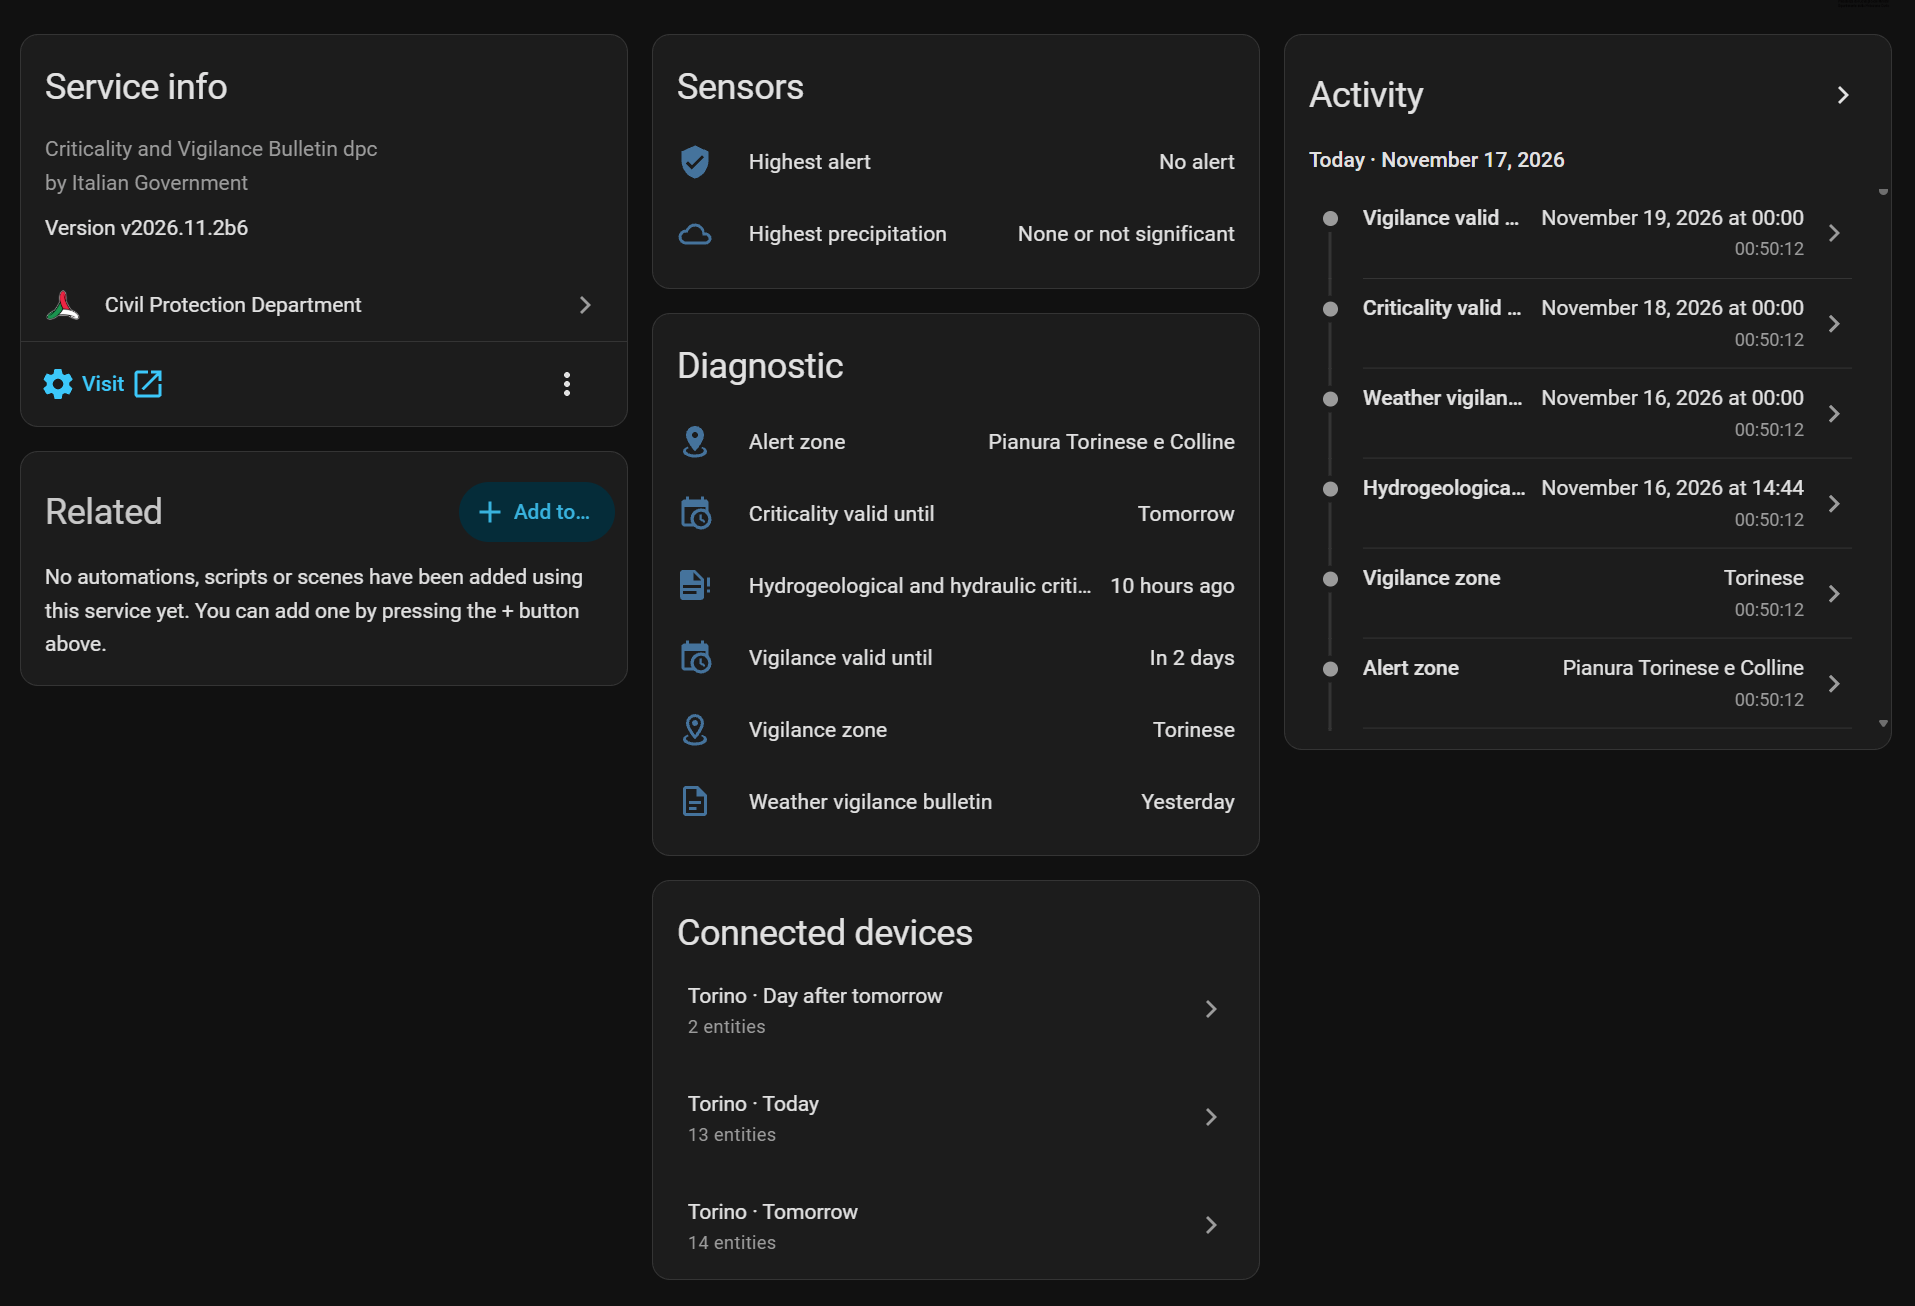 Service info
Criticality and Vigilance Bulletin dpc
by Italian Government
Version v2026.11.2b6
Civil Protection Department
Visit
Related
Add to...
No automations, scripts or scenes have been added using
this service yet. You can add one by pressing the + button
above.
Sensors
Highest alert No alert
Highest precipitation None or not significant
Diagnostic
Alert zone Pianura Torinese e Colline
Criticality valid until Tomorrow
Hydrogeological and hydraulic criti... 10 hours ago
Vigilance valid until In 2 days
Vigilance zone Torinese
Weather vigilance bulletin Yesterday
Connected devices
Torino · Day after tomorrow
2 entities
Torino · Today
13 entities
Torino · Tomorrow
14 entities
Activity
Today · November 17, 2026
Vigilance valid ... November 19, 2026 at 00:00
00:50:12
Criticality valid ... November 18, 2026 at 00:00
00:50:12
Weather vigilan... November 16, 2026 at 00:00
00:50:12
Hydrogeologica... November 16, 2026 at 14:44
00:50:12
Vigilance zone Torinese
00:50:12
Alert zone Pianura Torinese e Colline
00:50:12